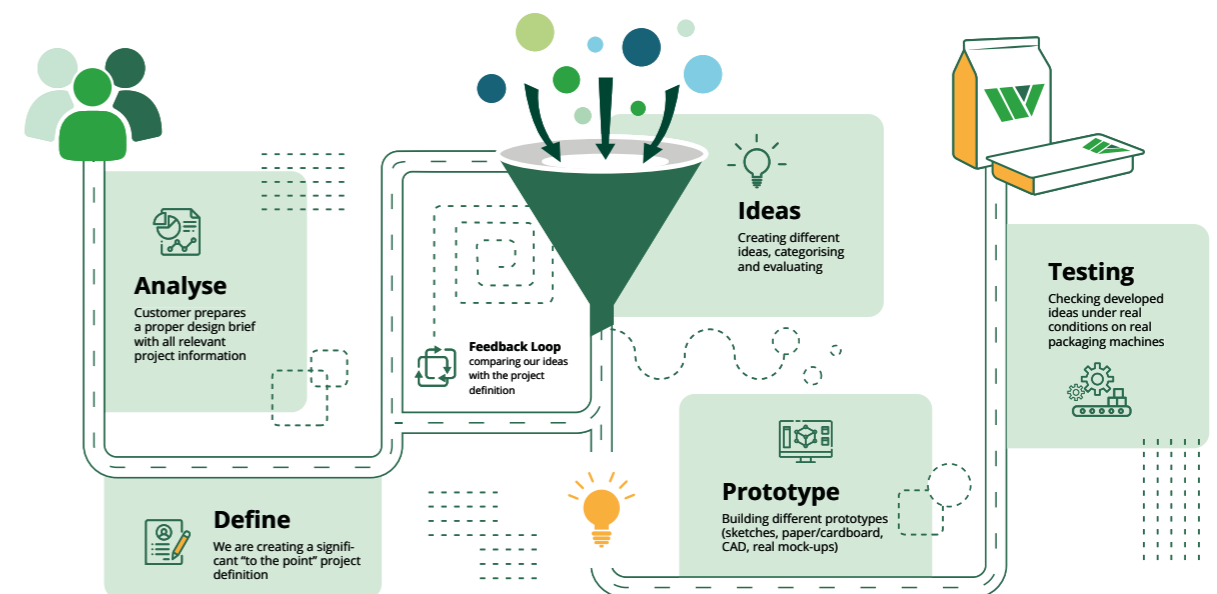 Analyse
Customer prepares
a proper design brief
with all relevant
project information
Define
We are creating a signifi-
cant “to the point” project
definition
Feedback Loop
comparing our ideas
with the project
definition
Ideas
Creating different
ideas, categorising
and evaluating
Prototype
Building different prototypes
(sketches, paper/cardboard,
CAD, real mock-ups)
Testing
Checking developed
ideas under real
conditions on real
packaging machines